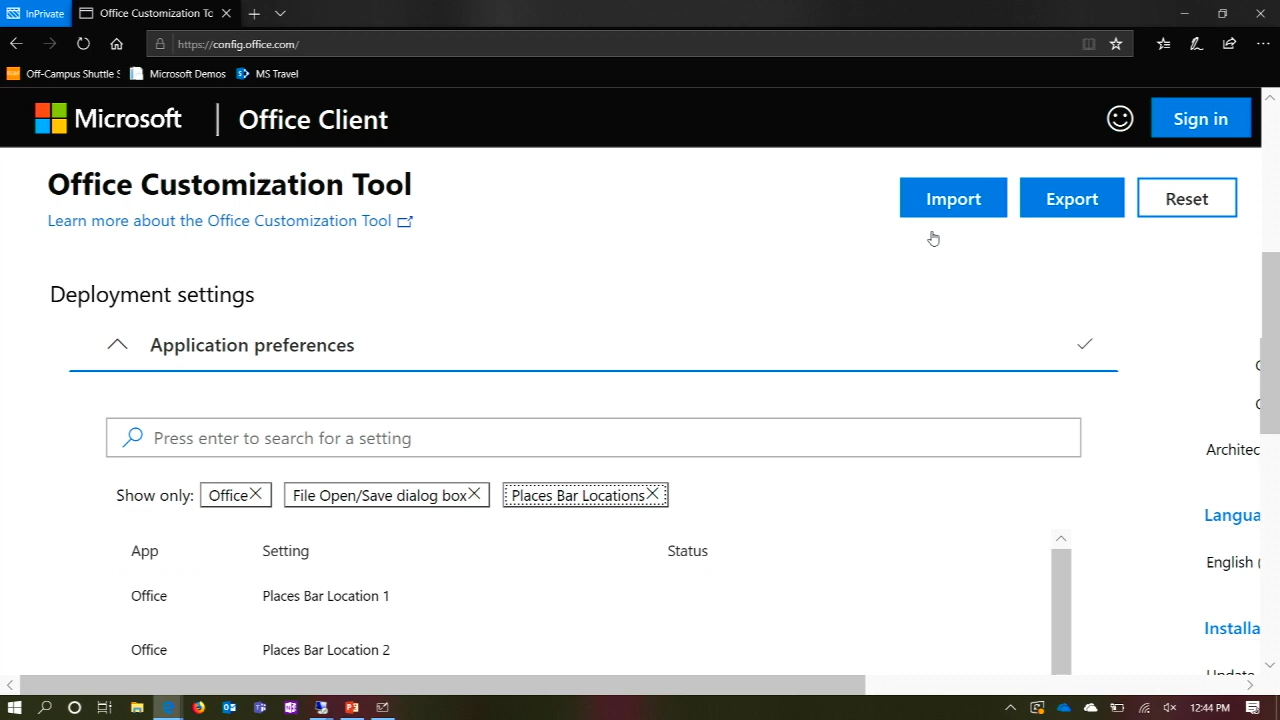 InPrivate
Office Customization To
https://config.office.com/
Off-Campus Shuttle S
Microsoft Demos
MS Travel
Microsoft
Office Client
Sign in
Office Customization Tool
Import
Export
Reset
Learn more about the Office Customization Tool
Deployment settings
Application preferences
Press enter to search for a setting
Architec
Show only: Office File Open/Save dialog box Places Bar Locations
Langua
App Setting Status
English (
Office Places Bar Location 1
Installa
Office Places Bar Location 2
12:44 PM